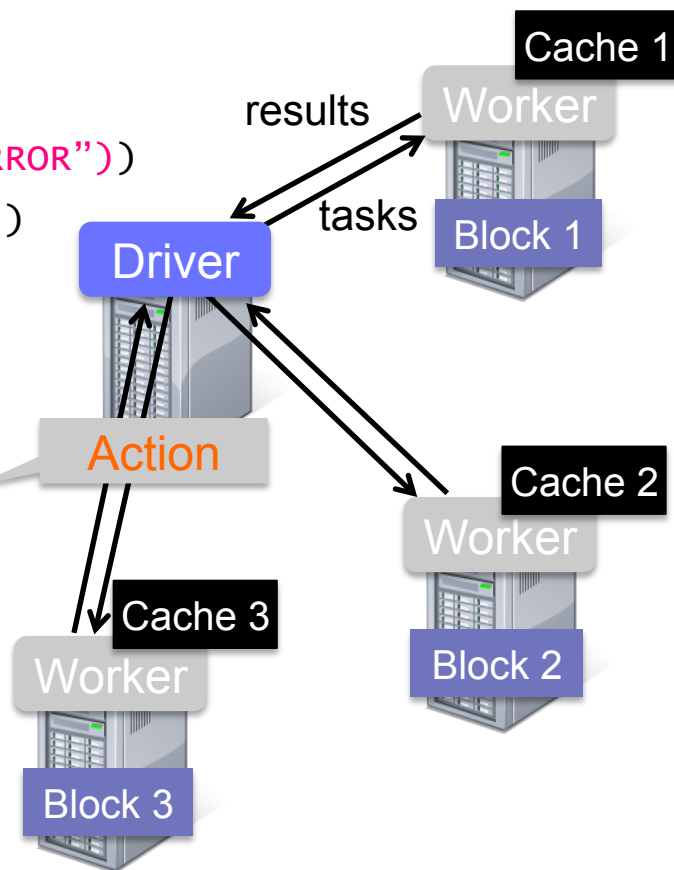 Cache 1
Worker
results
RROR”))
tasks
)
Block 1
Driver
Action
Cache 2
Worker
Cache 3
Block 2
Worker
Block 3